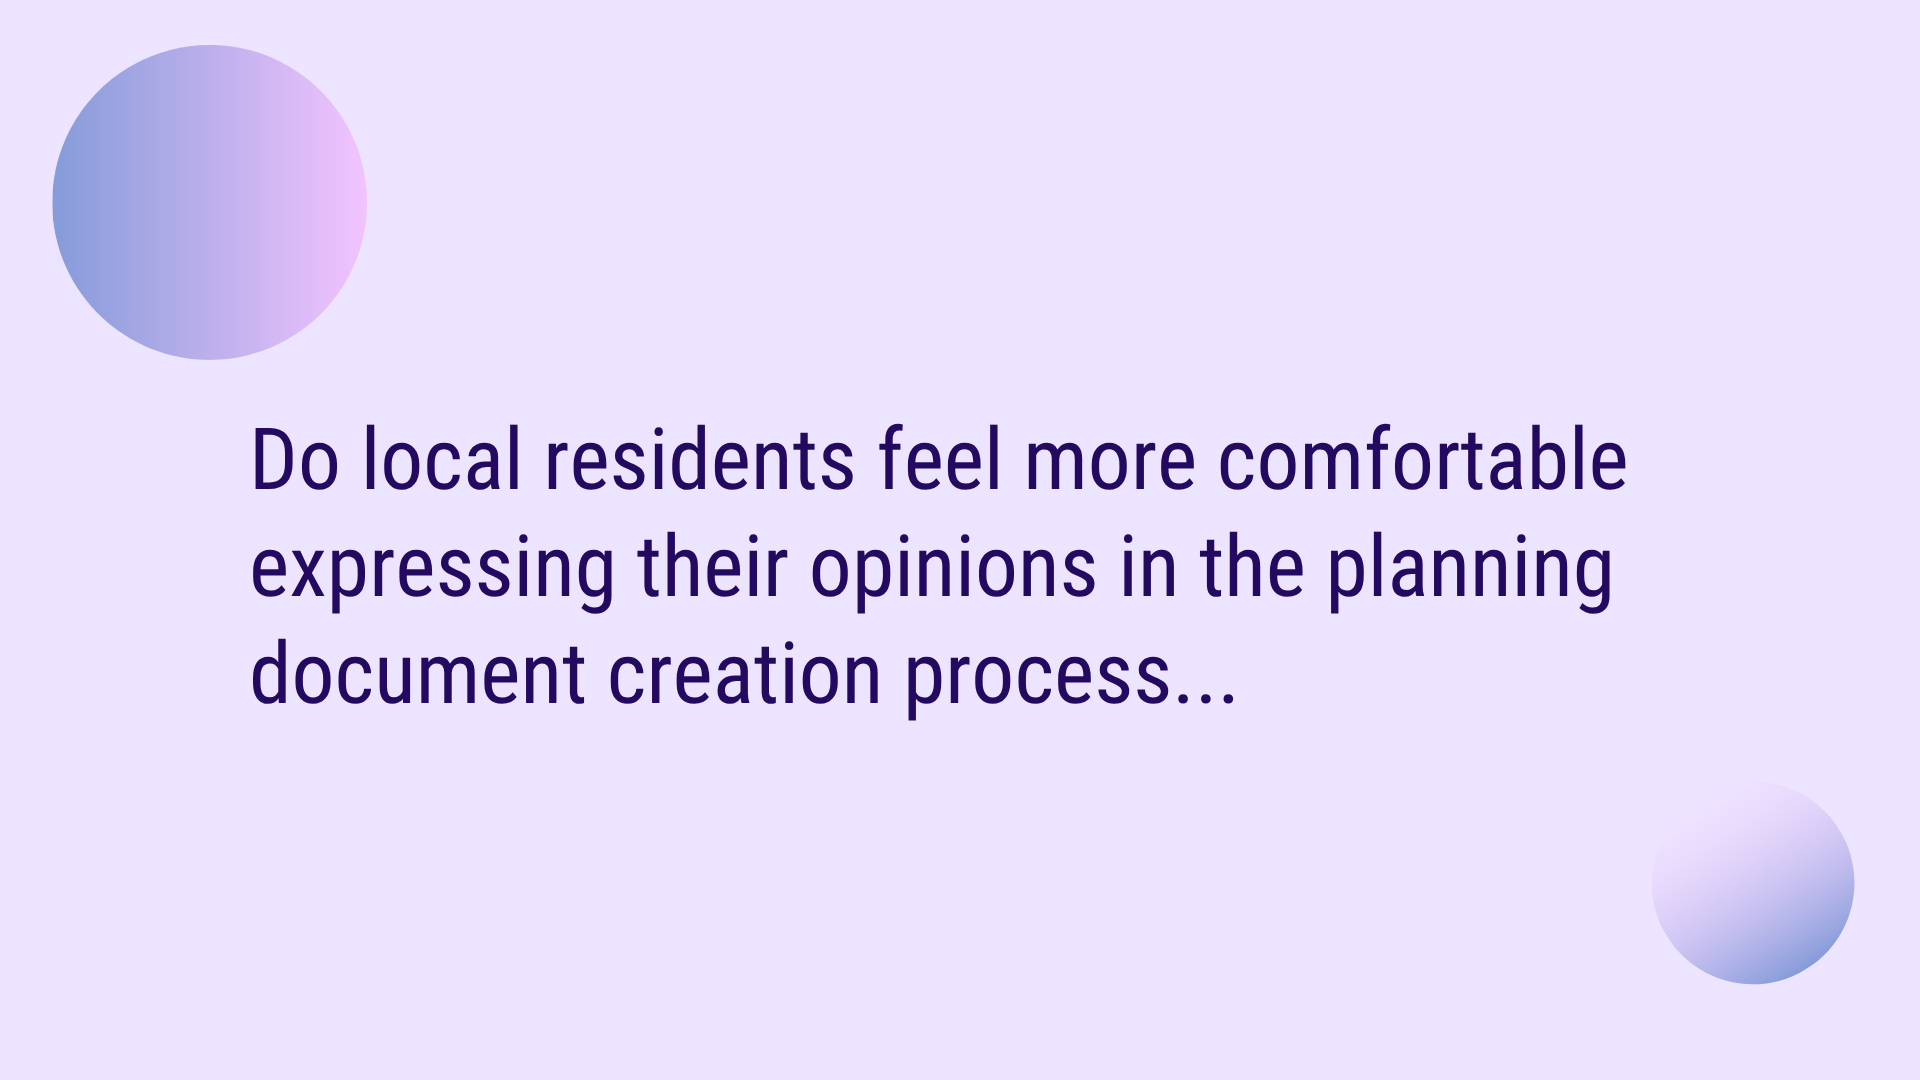 Do local residents feel more comfortable
expressing their opinions in the planning
document creation process...